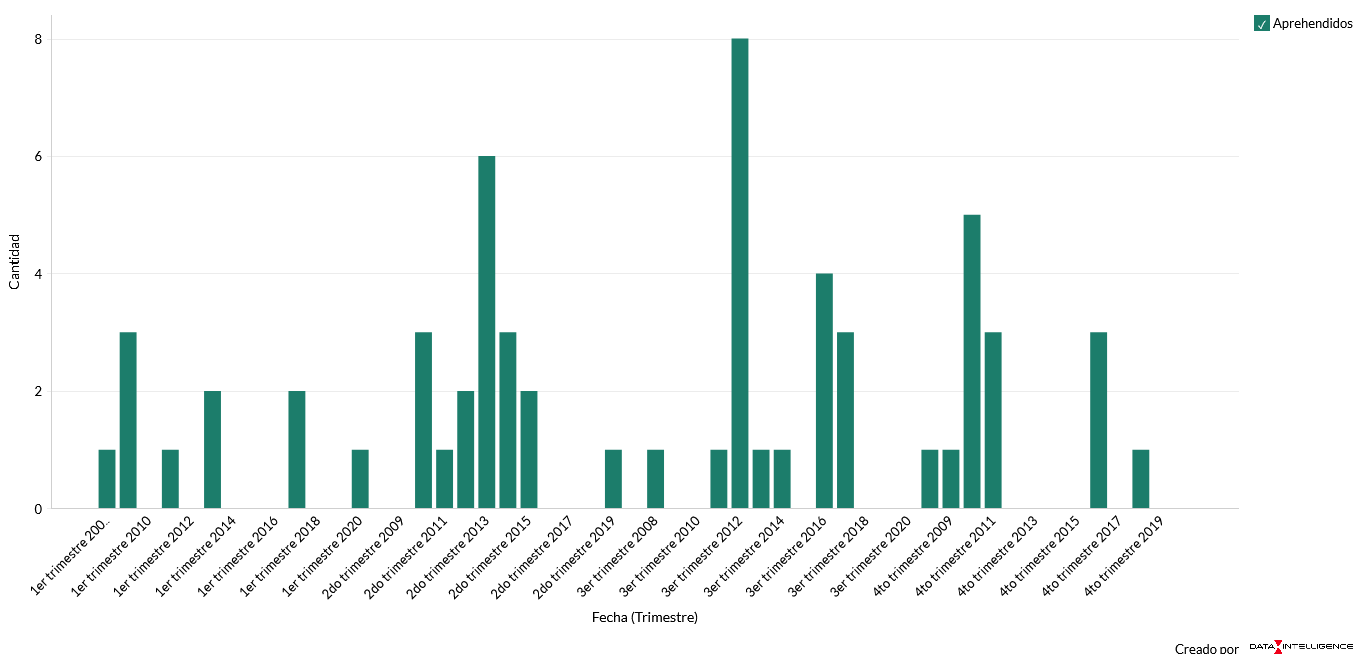 Aprehendidos
8
6
4
2
0
Cantidad
1er trimestre 200..
1er trimestre 2010
1er trimestre 2012
1er trimestre 2014
1er trimestre 2016
1er trimestre 2018
1er trimestre 2020
2do trimestre 2009
2do trimestre 2011
2do trimestre 2013
2do trimestre 2015
2do trimestre 2017
2do trimestre 2019
3er trimestre 2008
3er trimestre 2010
3er trimestre 2012
3er trimestre 2014
3er trimestre 2016
3er trimestre 2018
3er trimestre 2020
4to trimestre 2009
4to trimestre 2011
4to trimestre 2013
4to trimestre 2015
4to trimestre 2017
4to trimestre 2019
Fecha (Trimestre)
Creado por DATA INTELLIGENCE